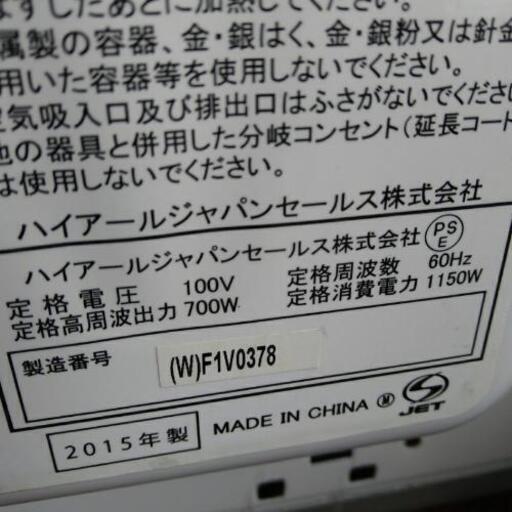 ずしたあとに加熱してください。
属製の容器、金・銀はく、金・銀粉又は針金
用いた容器等を使用しないでください。
気吸入口及び排出口はふさがないでください
他の器具と併用した分岐コンセント(延長コード
は使用しないでください。
ハイアールジャパンセールス株式会社
ハイアールジャパンセールス株式会社 PSE
定格電圧 100V 定格周波数 60Hz
定格高周波出力 700W 定格消費電力 1150W
製造番号 (W)F1V0378
2015年製 MADE IN CHINA Ⓜ JET